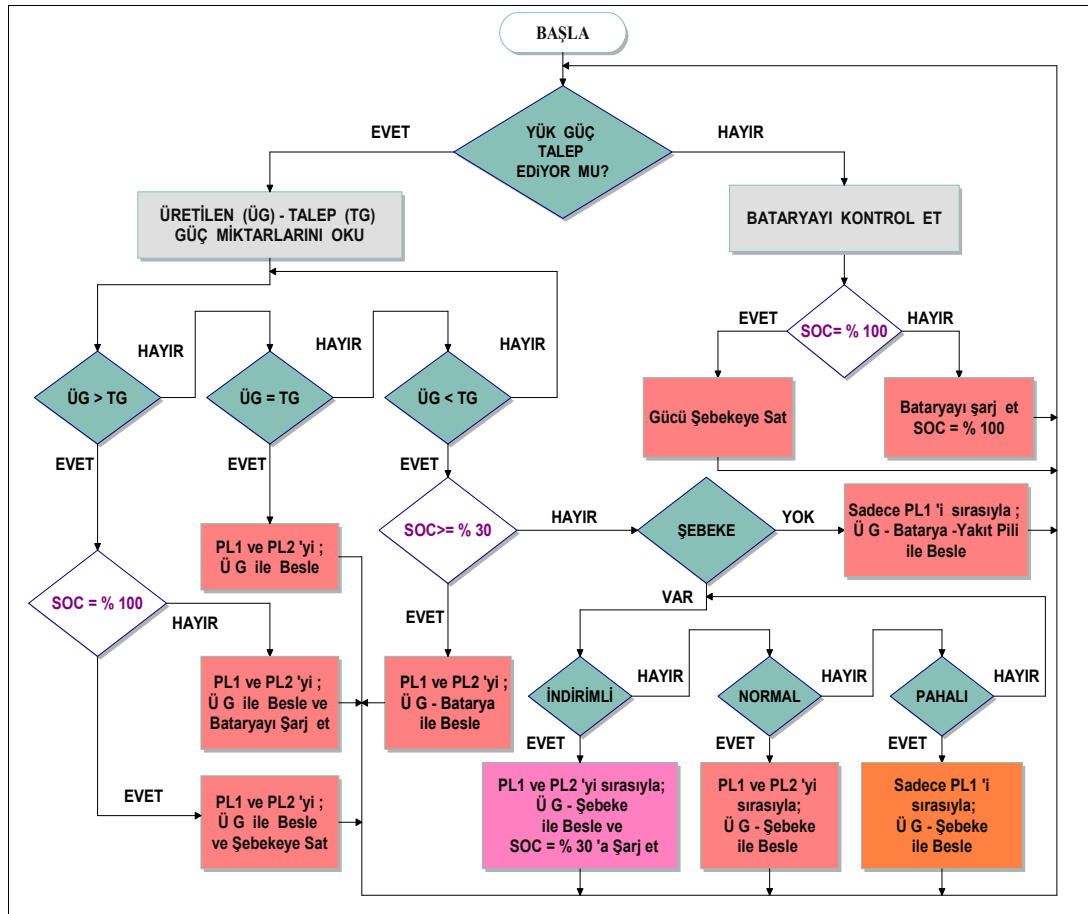 BAŞLA
EVET
YÜK GÜÇ
TALEP
EDiYOR MU?
HAYIR
ÜRETİLEN (ÜG) - TALEP (TG)
GÜÇ MİKTARLARINI OKU
BATARYAYI KONTROL ET
EVET
SOC= % 100
HAYIR
HAYIR
HAYIR
HAYIR
ÜG > TG
ÜG = TG
ÜG < TG
Gücü Şebekeye Sat
Bataryayı şarj et
SOC = % 100
EVET
EVET
EVET
SOC>= % 30
HAYIR
ŞEBEKE
YOK
Sadece PL1 'i sırasıyla ;
Ü G - Batarya -Yakıt Pili
ile Besle
PL1 ve PL2 'yi ;
Ü G ile Besle
SOC = % 100
HAYIR
EVET
VAR
PL1 ve PL2 'yi ;
Ü G ile Besle ve
Bataryayı Şarj et
PL1 ve PL2 'yi ;
Ü G - Batarya
ile Besle
İNDİRİMLİ
HAYIR
NORMAL
HAYIR
PAHALI
HAYIR
EVET
EVET
EVET
EVET
PL1 ve PL2 'yi ;
Ü G ile Besle
ve Şebekeye Sat
PL1 ve PL2 'yi sırasıyla;
Ü G - Şebeke
ile Besle ve
SOC = % 30 'a Şarj et
PL1 ve PL2 'yi
sırasıyla;
Ü G - Şebeke
ile Besle
Sadece PL1 'i
sırasıyla;
Ü G - Şebeke
ile Besle